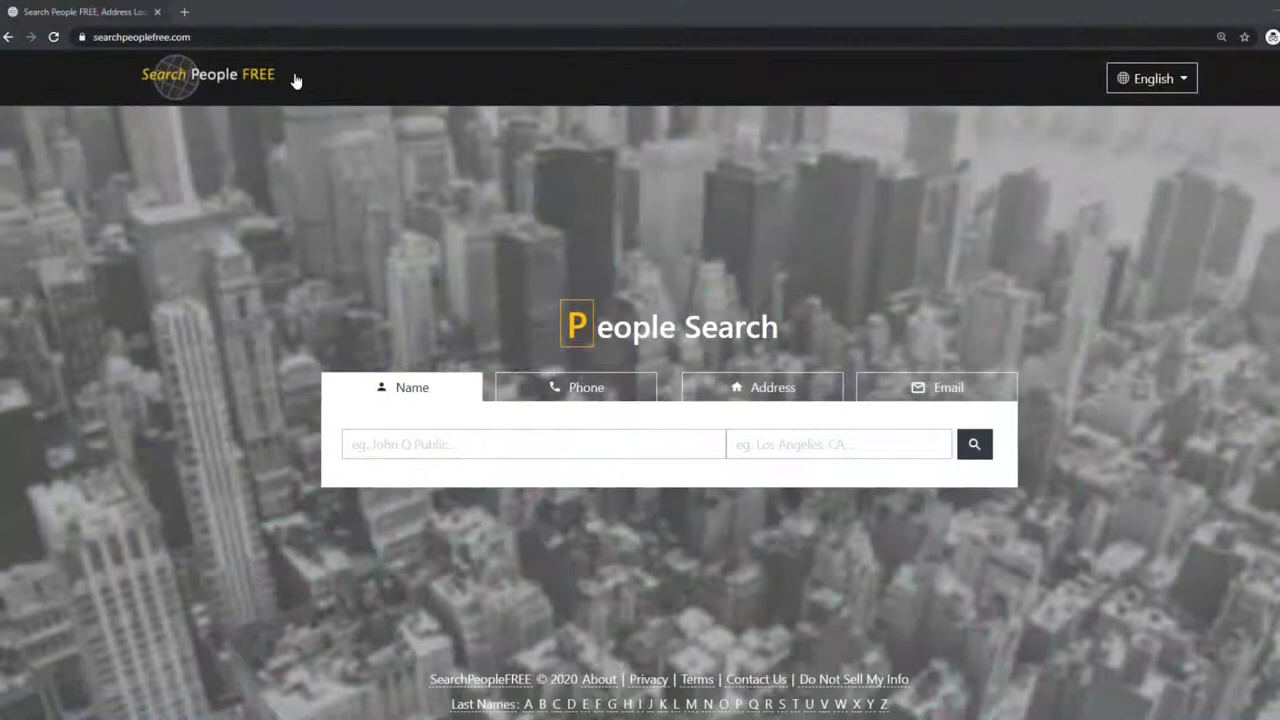 Search People FREE, Address Loo
searchpeoplefree.com
Search People FREE
English
People Search
Name
Phone
Address
Email
eg. John Q Public...
eg. Los Angeles, CA,...
SearchPeopleFREE © 2020 About | Privacy | Terms | Contact Us | Do Not Sell My Info
Last Names: A B C D E F G H I J K L M N O P Q R S T U V W X Y Z